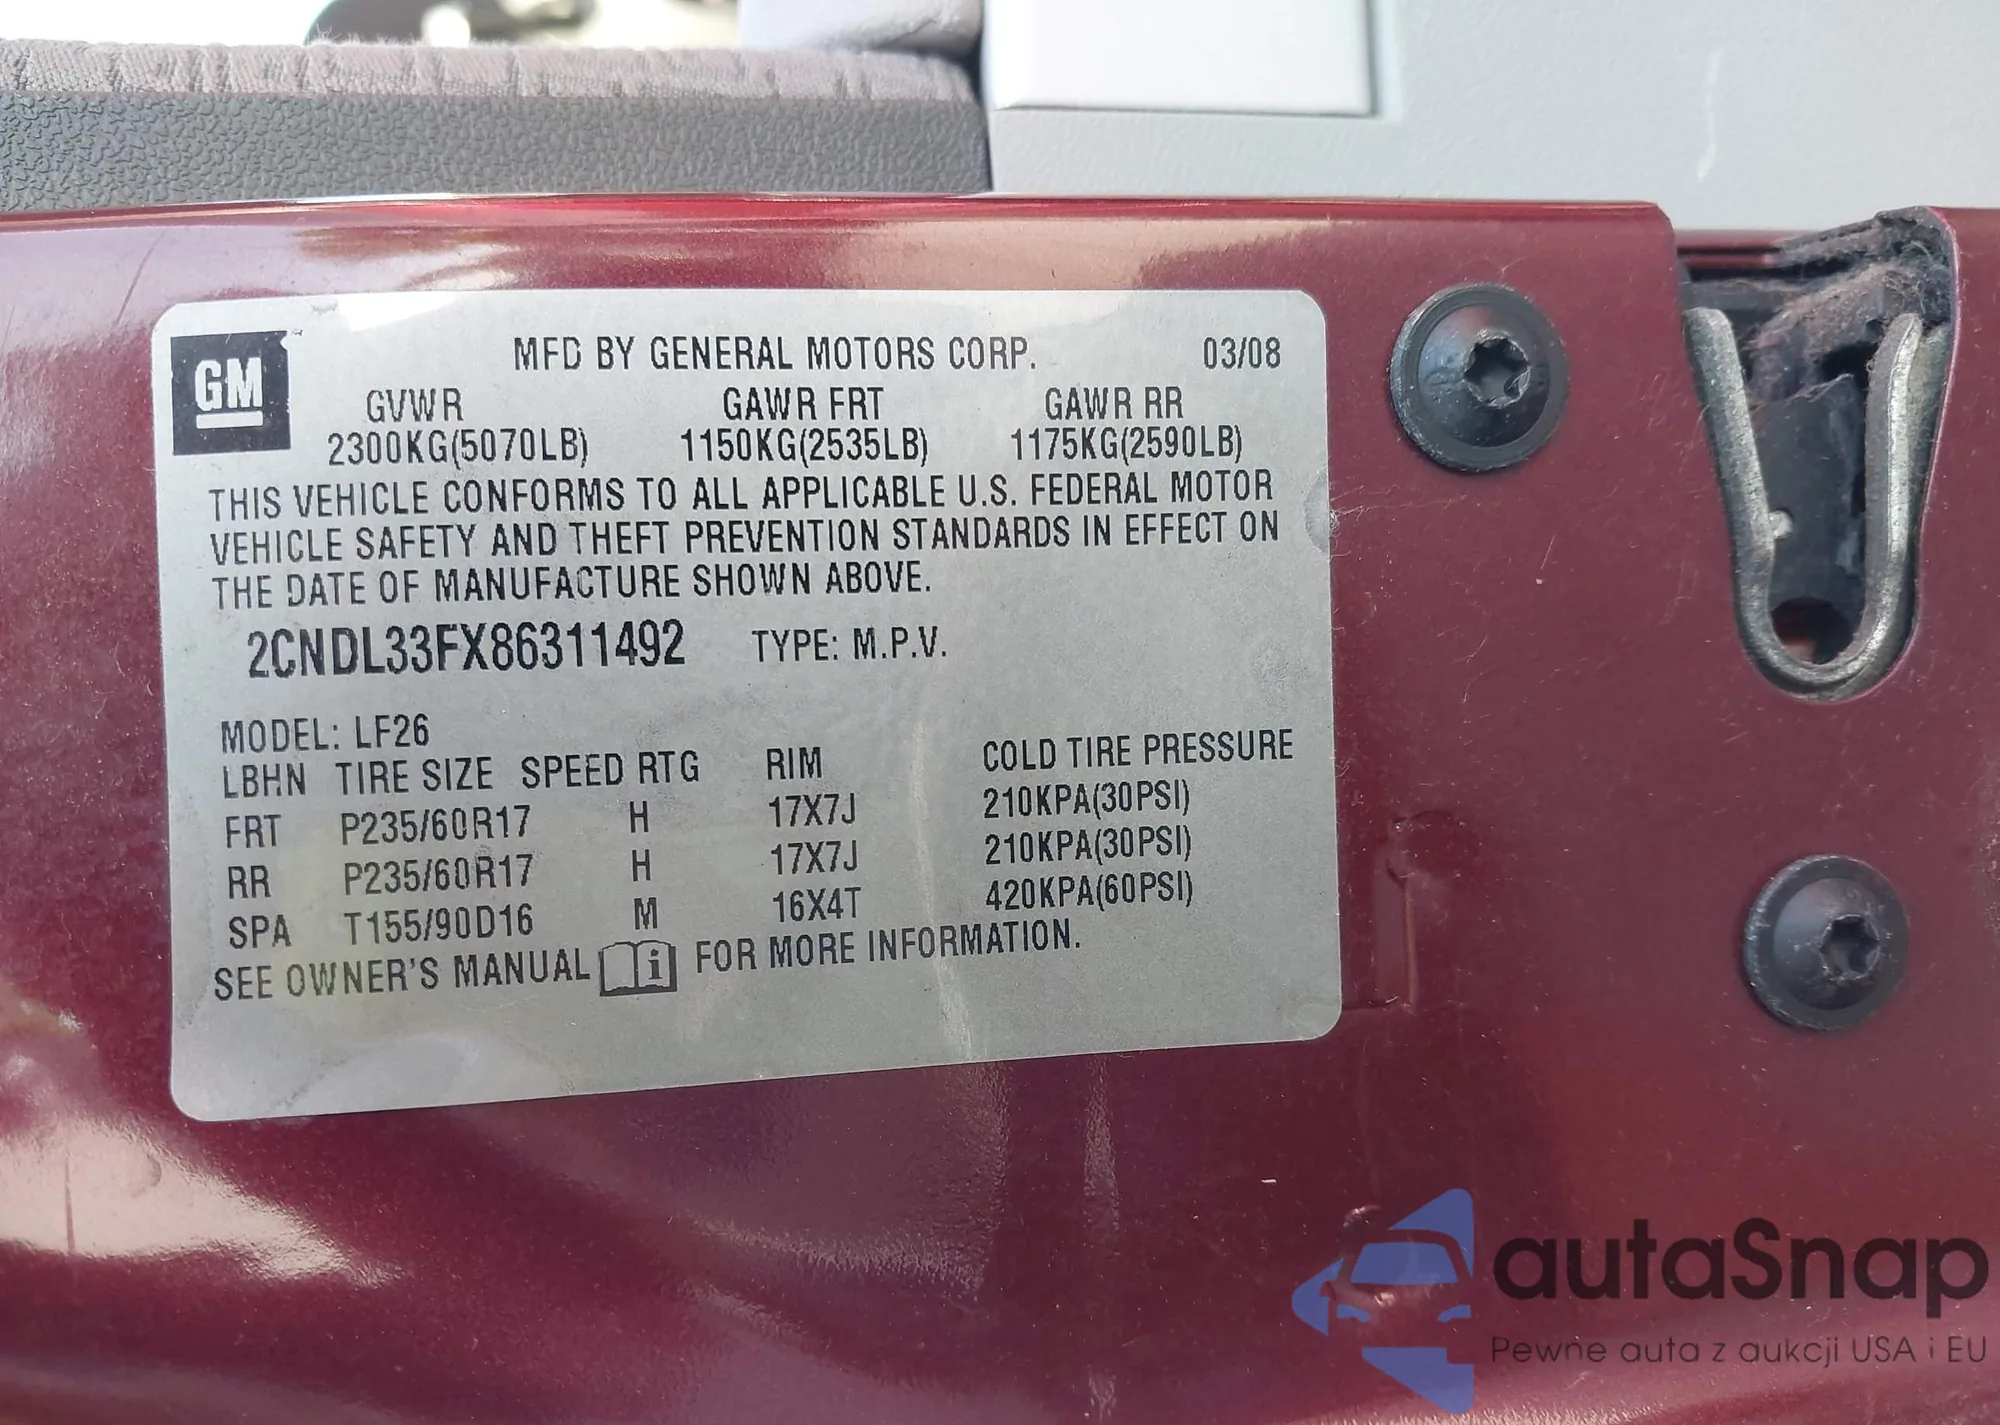 GM
MFD BY GENERAL MOTORS CORP. 03/08
GVWR GAWR FRT GAWR RR
2300KG(5070LB) 1150KG(2535LB) 1175KG(2590LB)
THIS VEHICLE CONFORMS TO ALL APPLICABLE U.S. FEDERAL MOTOR
VEHICLE SAFETY AND THEFT PREVENTION STANDARDS IN EFFECT ON
THE DATE OF MANUFACTURE SHOWN ABOVE.
2CNDL33FX86311492 TYPE: M.P.V.
MODEL: LF26
LBHN TIRE SIZE SPEED RTG RIM COLD TIRE PRESSURE
FRT P235/60R17 H 17X7J 210KPA(30PSI)
RR P235/60R17 H 17X7J 210KPA(30PSI)
SPA T155/90D16 M 16X4T 420KPA(60PSI)
SEE OWNER'S MANUAL i FOR MORE INFORMATION.
autaSnap
Pewne auta z aukcji USA i EU